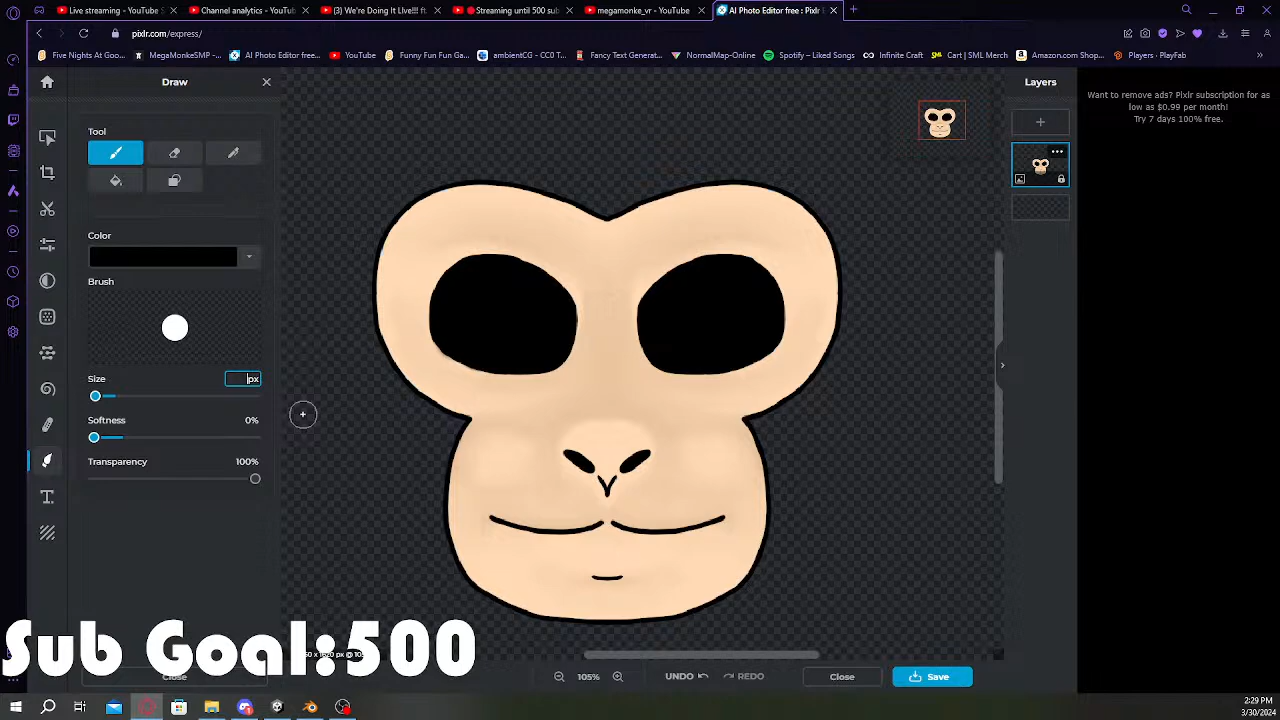 Live streaming - YouTube S
Channel analytics - YouTube
(3) We're Doing It LIve!!! ft.
Streaming until 500 sub
megamonke_vr - YouTube
AI Photo Editor free : Pixlr E
pixlr.com/express/
Five Nights At Goo...
MegaMonkeSMP -...
AI Photo Editor free...
YouTube
Funny Fun Fun Ga...
ambientCG - CC0 T...
Fancy Text Generat...
NormalMap-Online
Spotify – Liked Songs
Infinite Craft
SML Cart | SML Merch
Amazon.com Shop...
Players - PlayFab
Draw
Layers
Want to remove ads? Pixlr subscription for as
low as $0.99 per month!
Try 7 days 100% free.
Tool
Color
Brush
Size
px
Softness
0%
Transparency
100%
Sub Goal:500
Close
105%
UNDO
REDO
Close
Save
2:29 PM
3/30/2024